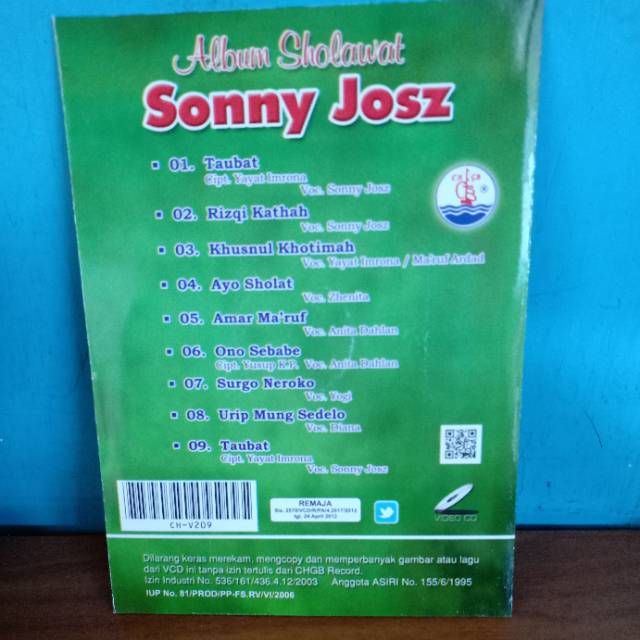 Album Sholawat
Sonny Josz
01. Taubat
Cipt. Yayat Imrona
Voc. Sonny Josz
02. Rizqi Kathah
Voc. Sonny Josz
03. Khusnul Khotimah
Voc. Yayat Imrona / Ma'ruf Ardad
04. Ayo Sholat
Voc. Zhenita
05. Amar Ma'ruf
Voc. Anita Dahlan
06. Ono Sebabe
Cipt. Yusup K.P. Voc. Anita Dahlan
07. Surgo Neroko
Voc. Yogi
08. Urip Mung Sedelo
Voc. Diana
09. Taubat
Cipt. Yayat Imrona
Voc. Sonny Josz
CHGB
®
CH-V209
REMAJA
tgl. 24 April 2012
VIDEO CD
Dilarang keras merekam, mengcopy dan memperbanyak gambar atau lagu
dari VCD ini tanpa izin tertulis dari CHGB Record.
Izin Industri No. 536/161/436.4.12/2003 Anggota ASIRI No. 155/6/1995
IUP No. 81/PROD/PP-FS.RV/VI/2006